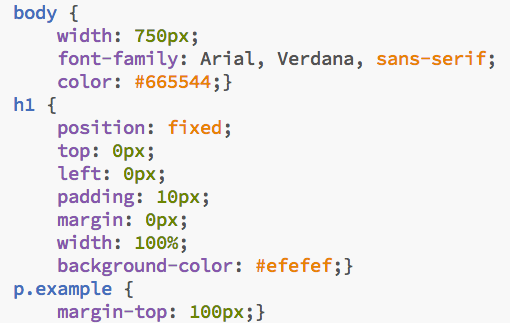 body {
width: 750px;
font-family: Arial, Verdana, sans-serif;
color: #665544;}
h1 {
position: fixed;
top: 0px;
left: 0px;
padding: 10px;
margin: 0px;
width: 100%;
background-color: #efefef;}
p.example {
margin-top: 100px;}